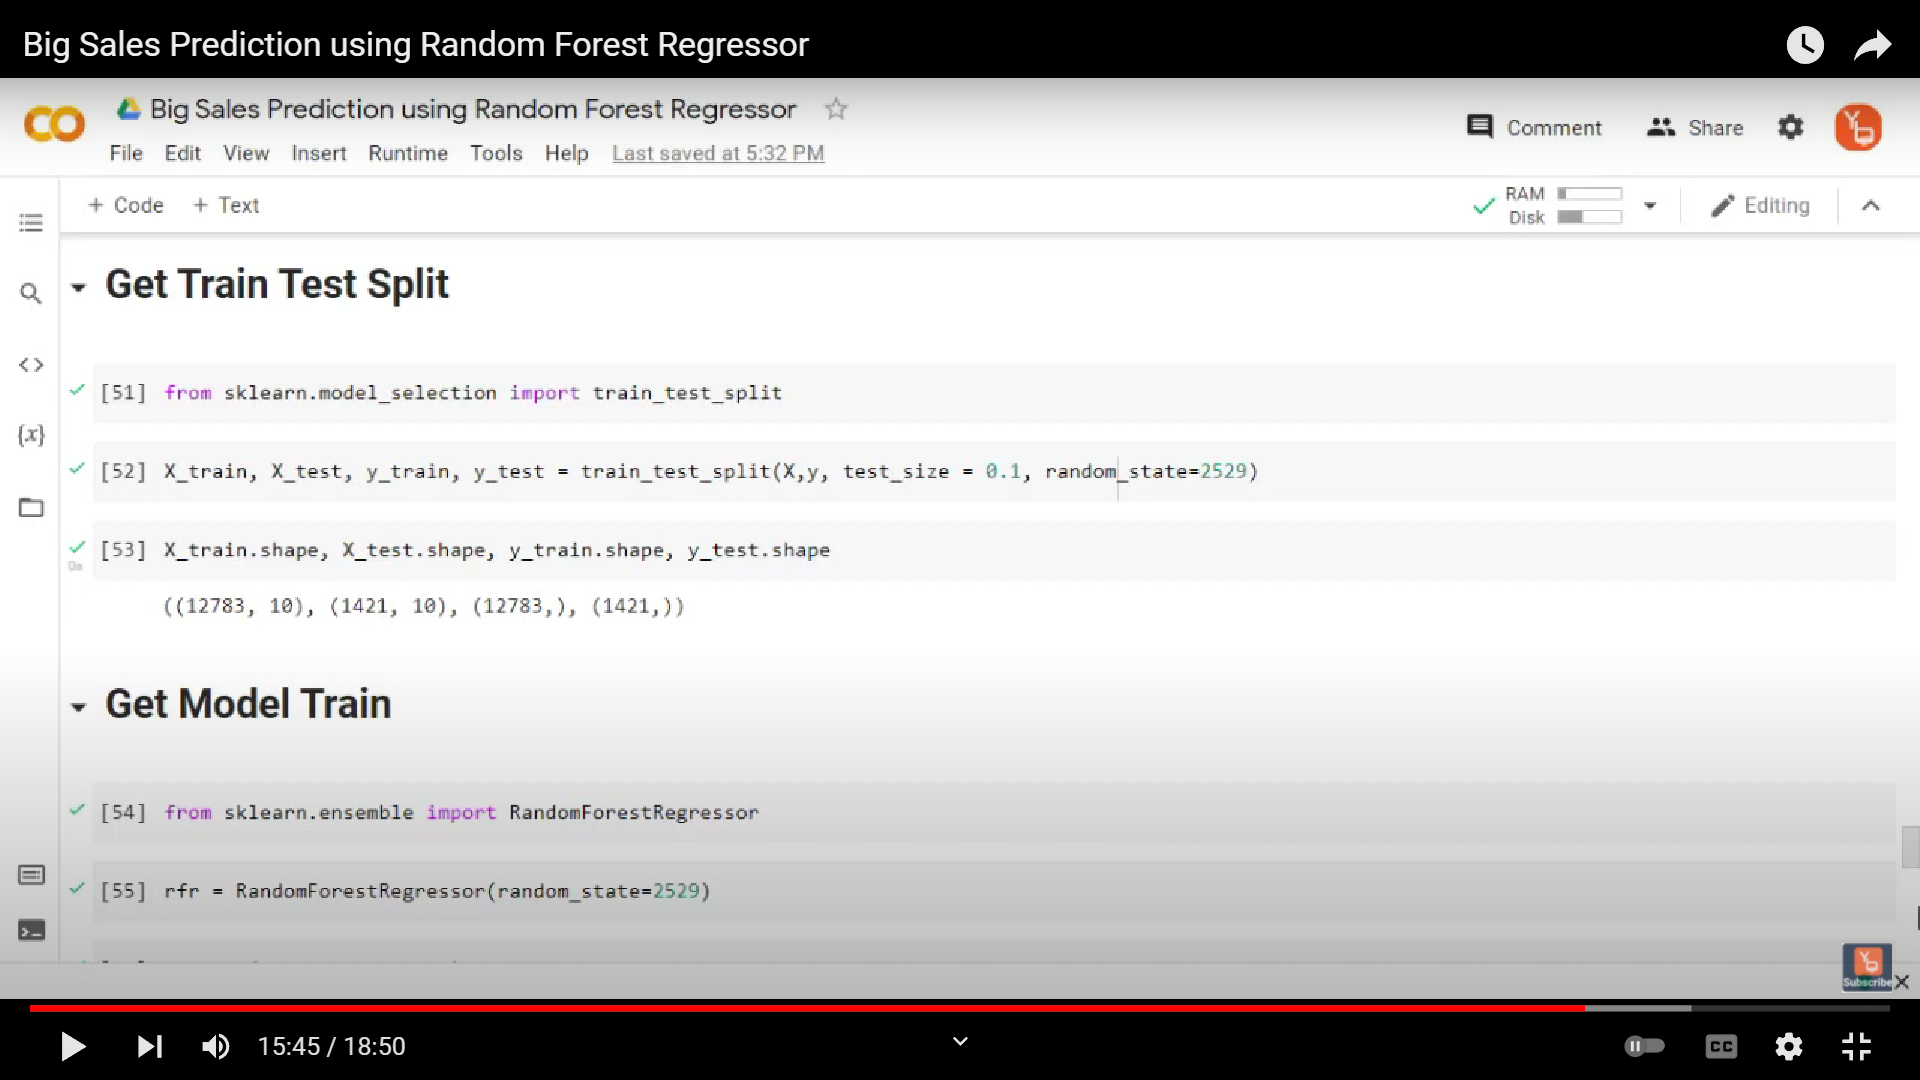 Big Sales Prediction using Random Forest Regressor
Big Sales Prediction using Random Forest Regressor
Comment Share
File Edit View Insert Runtime Tools Help Last saved at 5:32 PM
+ Code + Text
RAM
Disk
Editing
Get Train Test Split
[51] from sklearn.model_selection import train_test_split
[52] X_train, X_test, y_train, y_test = train_test_split(X,y, test_size = 0.1, random_state=2529)
[53] X_train.shape, X_test.shape, y_train.shape, y_test.shape
0s
((12783, 10), (1421, 10), (12783,), (1421,))
Get Model Train
[54] from sklearn.ensemble import RandomForestRegressor
[55] rfr = RandomForestRegressor(random_state=2529)
Subscribe
15:45 / 18:50
CC